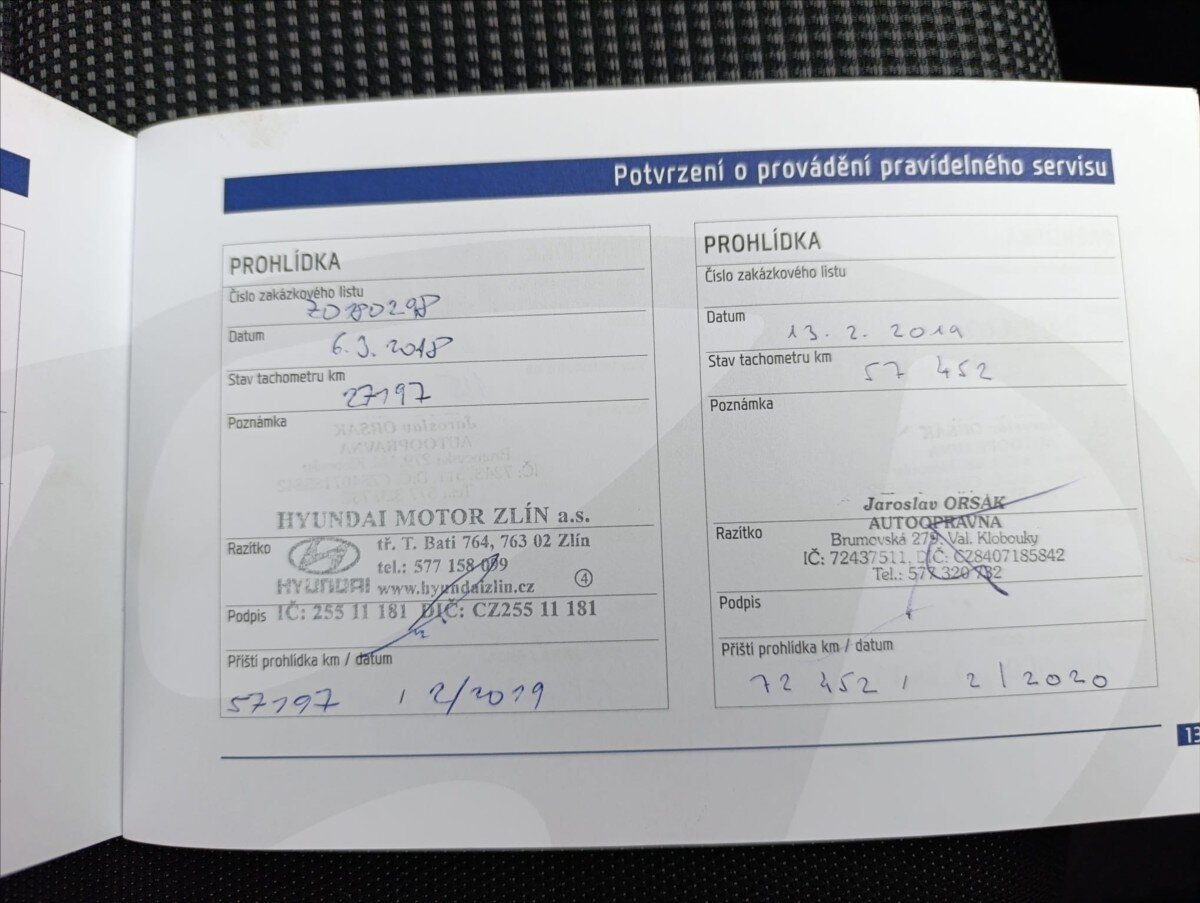 Potvrzení o provádění pravidelného servisu
PROHLÍDKA
Číslo zakázkového listu
Z0180298
Datum
6.3.2018
Stav tachometru km
27197
Poznámka
HYUNDAI MOTOR ZLÍN a.s.
Razítko
tř. T. Bati 764, 763 02 Zlín
tel.: 577 158 099
HYUNDAI www.hyundaizlin.cz 4
Podpis
IČ: 255 11 181 DIČ: CZ255 11 181
Příští prohlídka km / datum
57197 / 2/2019
PROHLÍDKA
Číslo zakázkového listu
Datum
13. 2. 2019
Stav tachometru km
57 452
Poznámka
Jaroslav ORSÁK
AUTOOPRAVNA
Razítko
Brumovská 279, Val. Klobouky
IČ: 72437511, DIČ: CZ8407185842
Tel.: 577 320 732
Podpis
Příští prohlídka km / datum
72 452 / 2/2020
13